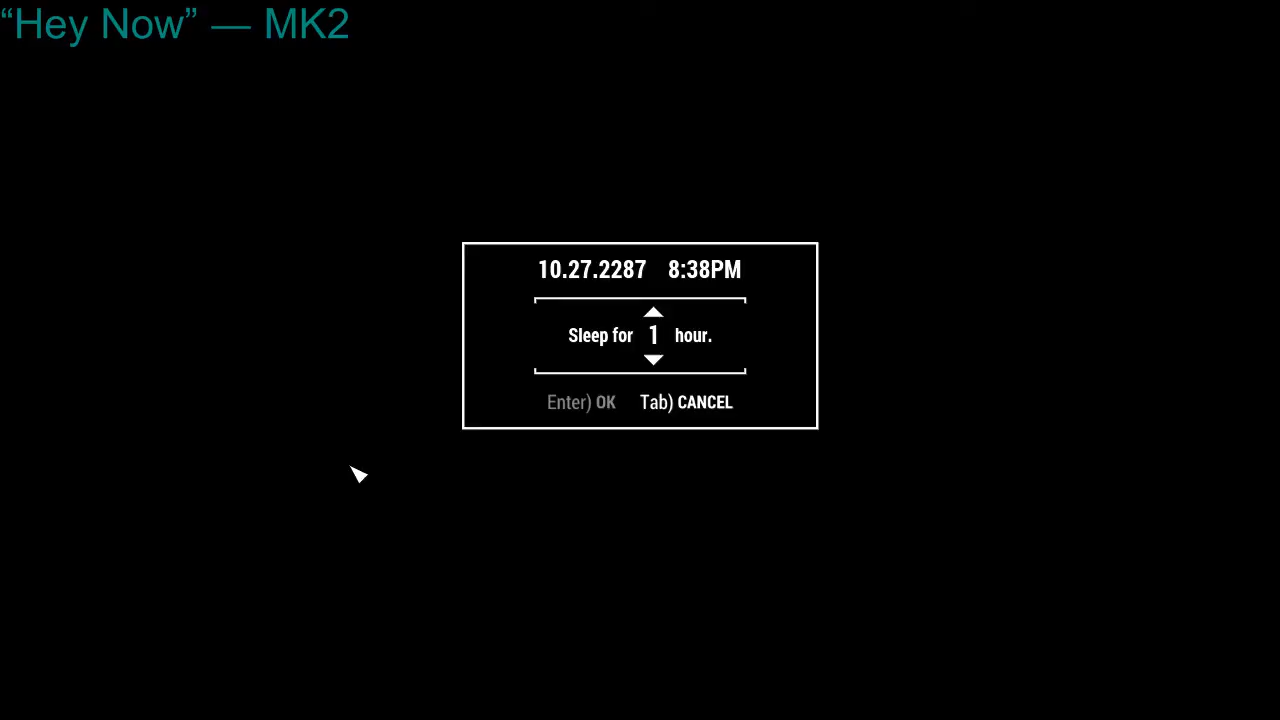 “Hey Now” — MK2
10.27.2287 8:38PM
Sleep for 1 hour.
Enter) OK Tab) CANCEL